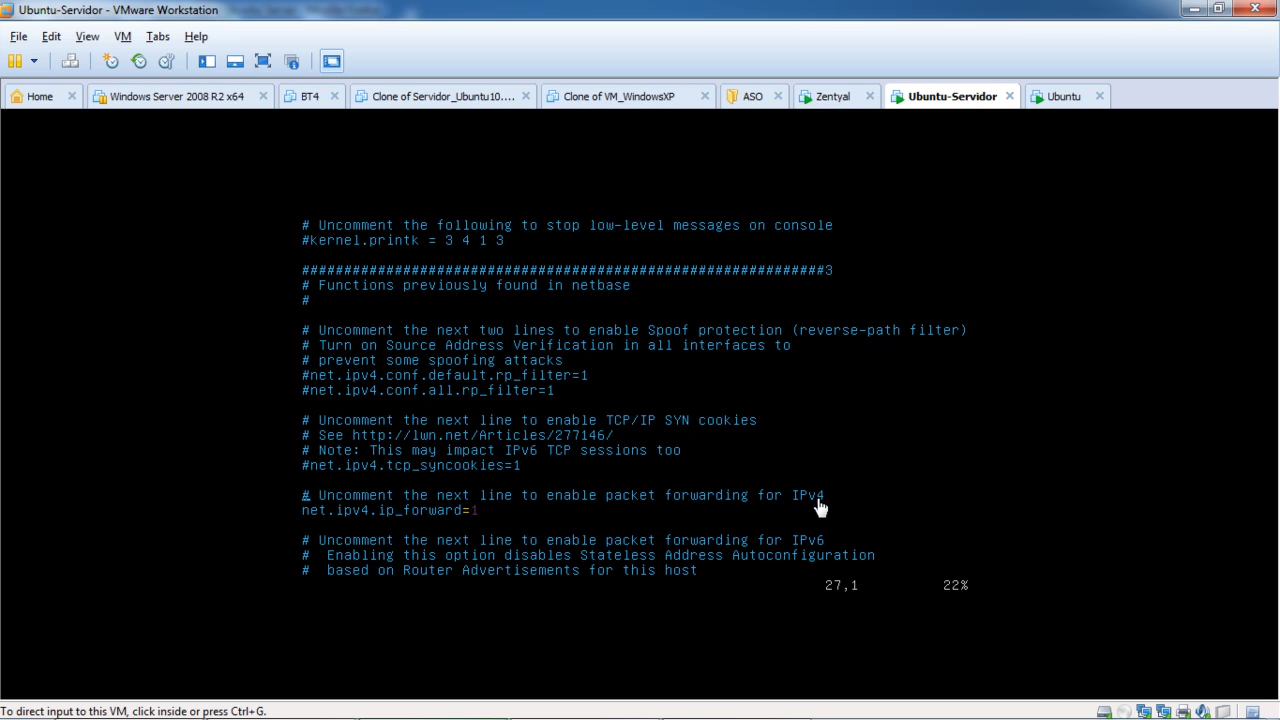 Ubuntu-Servidor - VMware Workstation
File Edit View VM Tabs Help
Home Windows Server 2008 R2 x64 BT4 Clone of Servidor_Ubuntu10.... Clone of VM_WindowsXP ASO Zentyal Ubuntu-Servidor Ubuntu
# Uncomment the following to stop low-level messages on console
#kernel.printk = 3 4 1 3
##############################################################3
# Functions previously found in netbase
#
# Uncomment the next two lines to enable Spoof protection (reverse-path filter)
# Turn on Source Address Verification in all interfaces to
# prevent some spoofing attacks
#net.ipv4.conf.default.rp_filter=1
#net.ipv4.conf.all.rp_filter=1
# Uncomment the next line to enable TCP/IP SYN cookies
# See http://lwn.net/Articles/277146/
# Note: This may impact IPv6 TCP sessions too
#net.ipv4.tcp_syncookies=1
# Uncomment the next line to enable packet forwarding for IPv4
net.ipv4.ip_forward=1
# Uncomment the next line to enable packet forwarding for IPv6
#  Enabling this option disables Stateless Address Autoconfiguration
#  based on Router Advertisements for this host
27,1 22%
To direct input to this VM, click inside or press Ctrl+G.